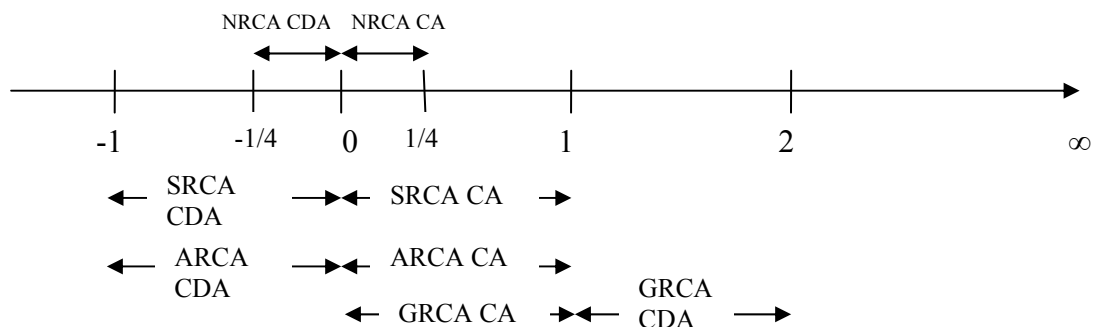 NRCA CDA NRCA CA
-1 -1/4 0 1/4 1 2 ∞
SRCA
CDA
SRCA CA
ARCA
CDA
ARCA CA
GRCA CA
GRCA
CDA